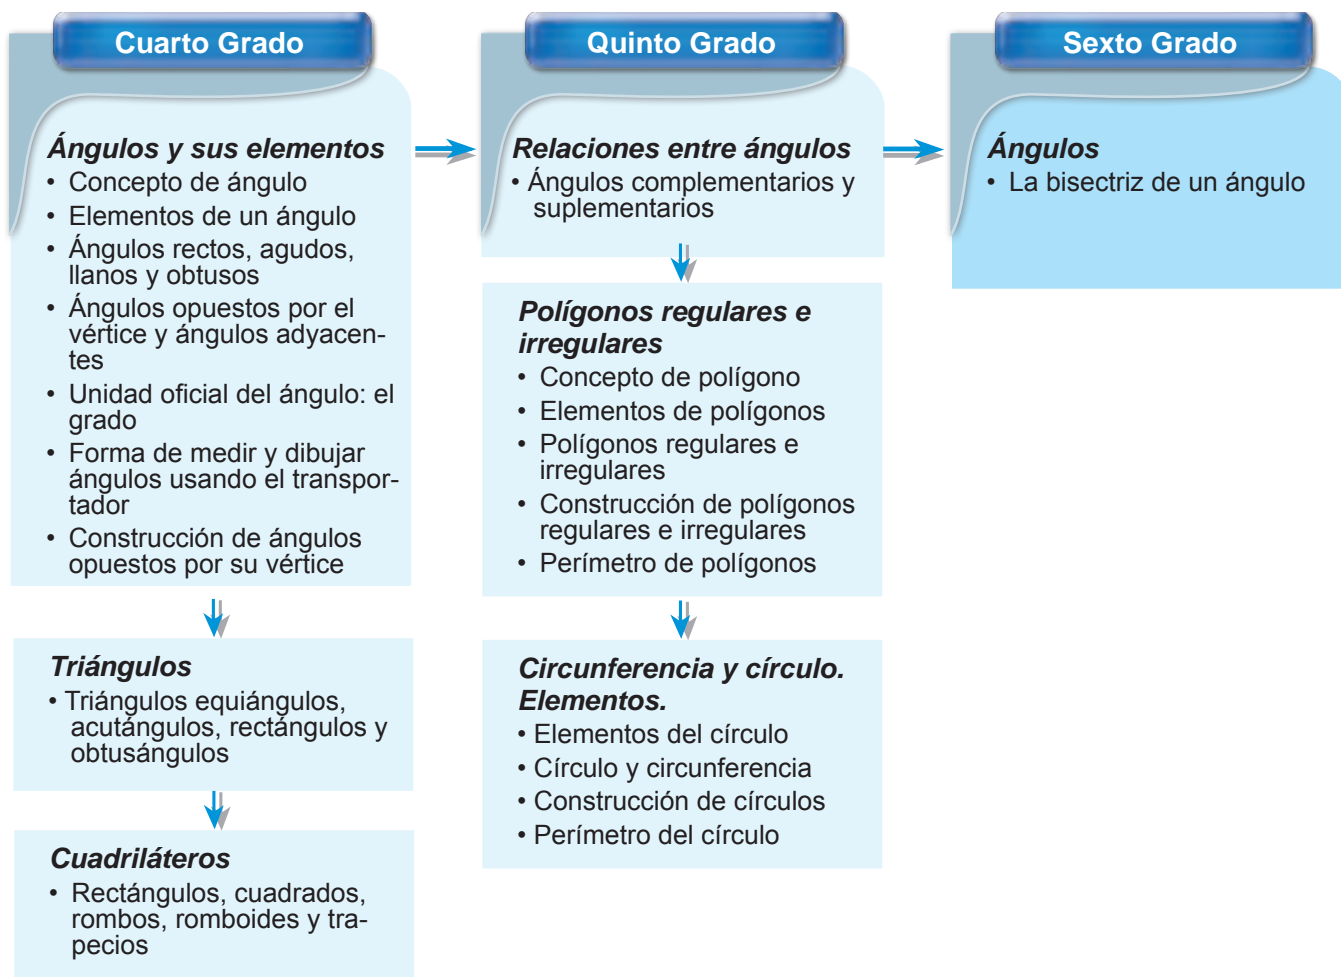 Cuarto Grado
Ángulos y sus elementos
• Concepto de ángulo
• Elementos de un ángulo
• Ángulos rectos, agudos,
llanos y obtusos
• Ángulos opuestos por el
vértice y ángulos adyacen-
tes
• Unidad oficial del ángulo: el
grado
• Forma de medir y dibujar
ángulos usando el transpor-
tador
• Construcción de ángulos
opuestos por su vértice
Triángulos
• Triángulos equiángulos,
acutángulos, rectángulos y
obtusángulos
Cuadriláteros
• Rectángulos, cuadrados,
rombos, romboides y tra-
pecios
Quinto Grado
Relaciones entre ángulos
• Ángulos complementarios y
suplementarios
Polígonos regulares e
irregulares
• Concepto de polígono
• Elementos de polígonos
• Polígonos regulares e
irregulares
• Construcción de polígonos
regulares e irregulares
• Perímetro de polígonos
Circunferencia y círculo.
Elementos.
• Elementos del círculo
• Círculo y circunferencia
• Construcción de círculos
• Perímetro del círculo
Sexto Grado
Ángulos
• La bisectriz de un ángulo